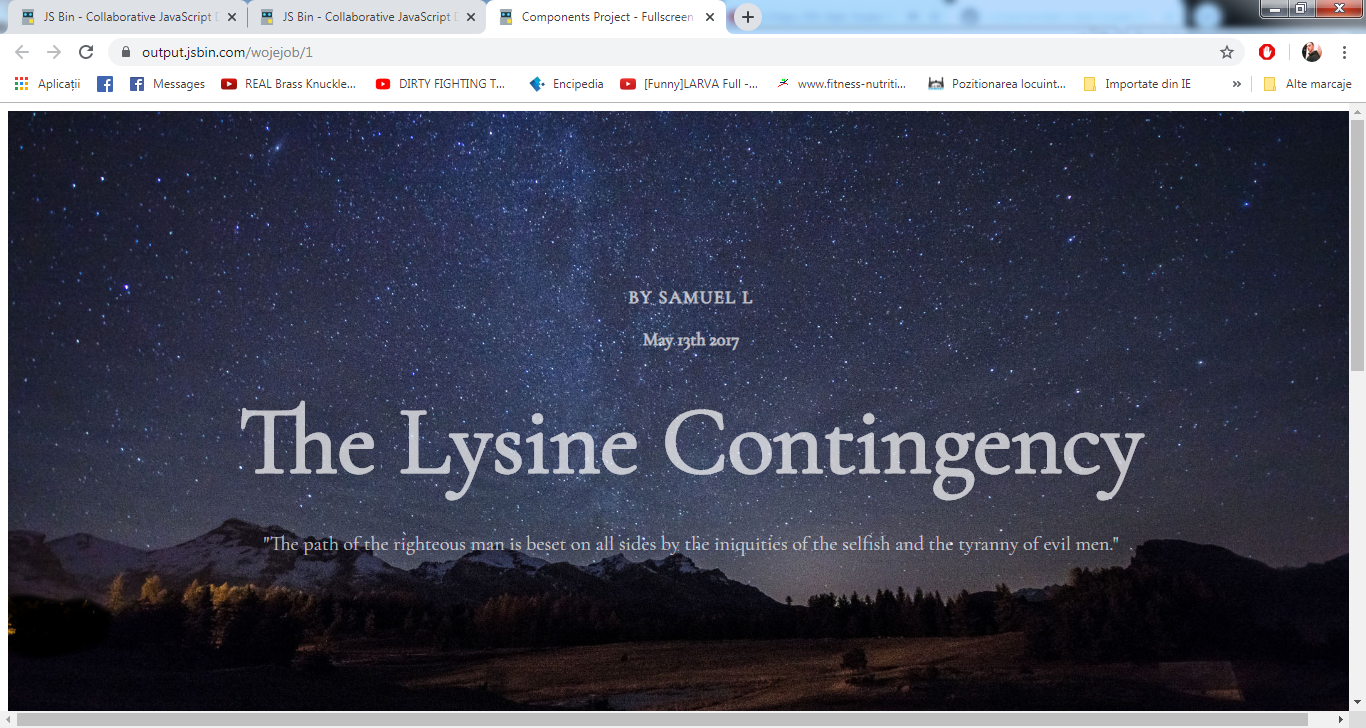 JS Bin - Collaborative JavaScript D
JS Bin - Collaborative JavaScript D
Components Project - Fullscreen
output.jsbin.com/wojejob/1
Aplicații
Messages
REAL Brass Knuckle...
DIRTY FIGHTING T...
Encipedia
[Funny]LARVA Full -...
www.fitness-nutriti...
Pozitionarea locuint...
Importate din IE
»
Alte marcaje
BY SAMUEL L
May 13th 2017
The Lysine Contingency
"The path of the righteous man is beset on all sides by the iniquities of the selfish and the tyranny of evil men."